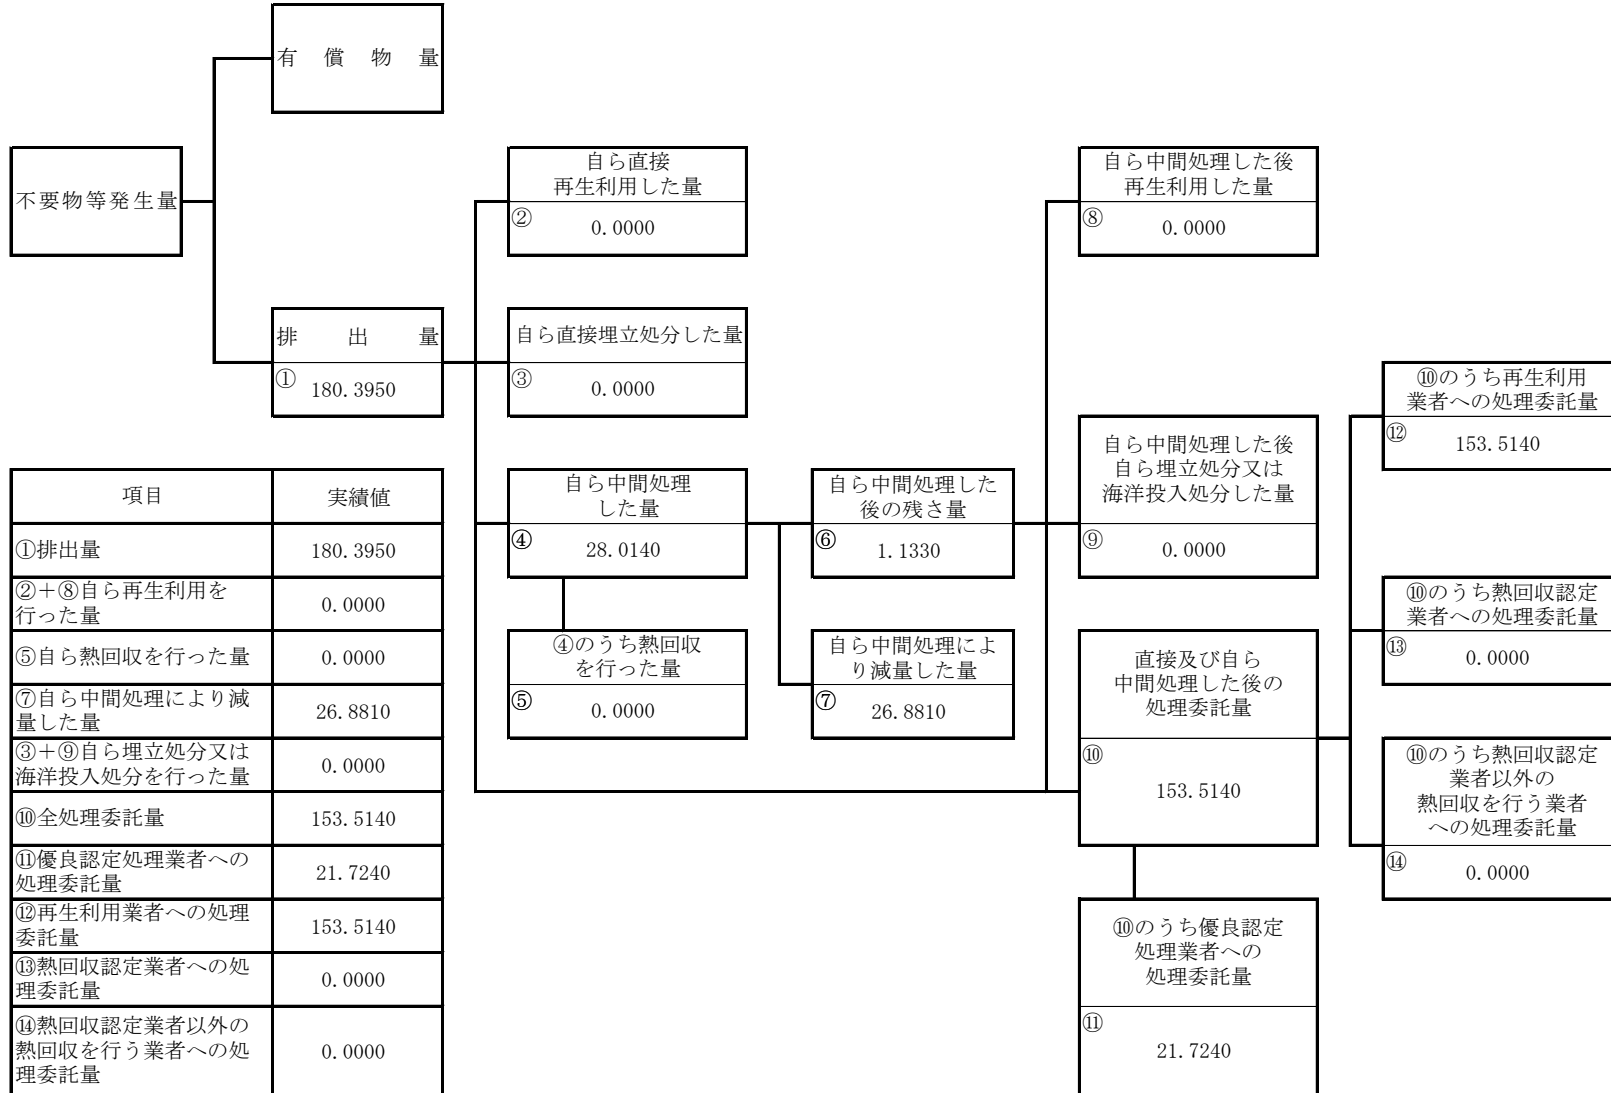 有償物量
不要物等発生量
排出量
①
180.3950
自ら直接
再生利用した量
②
0.0000
自ら直接埋立処分した量
③
0.0000
自ら中間処理
した量
④
28.0140
④のうち熱回収
を行った量
⑤
0.0000
自ら中間処理した
後の残さ量
⑥
1.1330
自ら中間処理によ
り減量した量
⑦
26.8810
自ら中間処理した後
再生利用した量
⑧
0.0000
自ら中間処理した後
自ら埋立処分又は
海洋投入処分した量
⑨
0.0000
直接及び自ら
中間処理した後の
処理委託量
⑩
153.5140
⑩のうち優良認定
処理業者への
処理委託量
⑪
21.7240
⑩のうち再生利用
業者への処理委託量
⑫
153.5140
⑩のうち熱回収認定
業者への処理委託量
⑬
0.0000
⑩のうち熱回収認定
業者以外の
熱回収を行う業者
への処理委託量
⑭
0.0000
項目 実績値
①排出量 180.3950
②+⑧自ら再生利用を
行った量 0.0000
⑤自ら熱回収を行った量 0.0000
⑦自ら中間処理により減
量した量 26.8810
③+⑨自ら埋立処分又は
海洋投入処分を行った量 0.0000
⑩全処理委託量 153.5140
⑪優良認定処理業者への
処理委託量 21.7240
⑫再生利用業者への処理
委託量 153.5140
⑬熱回収認定業者への処
理委託量 0.0000
⑭熱回収認定業者以外の
熱回収を行う業者への処
理委託量 0.0000